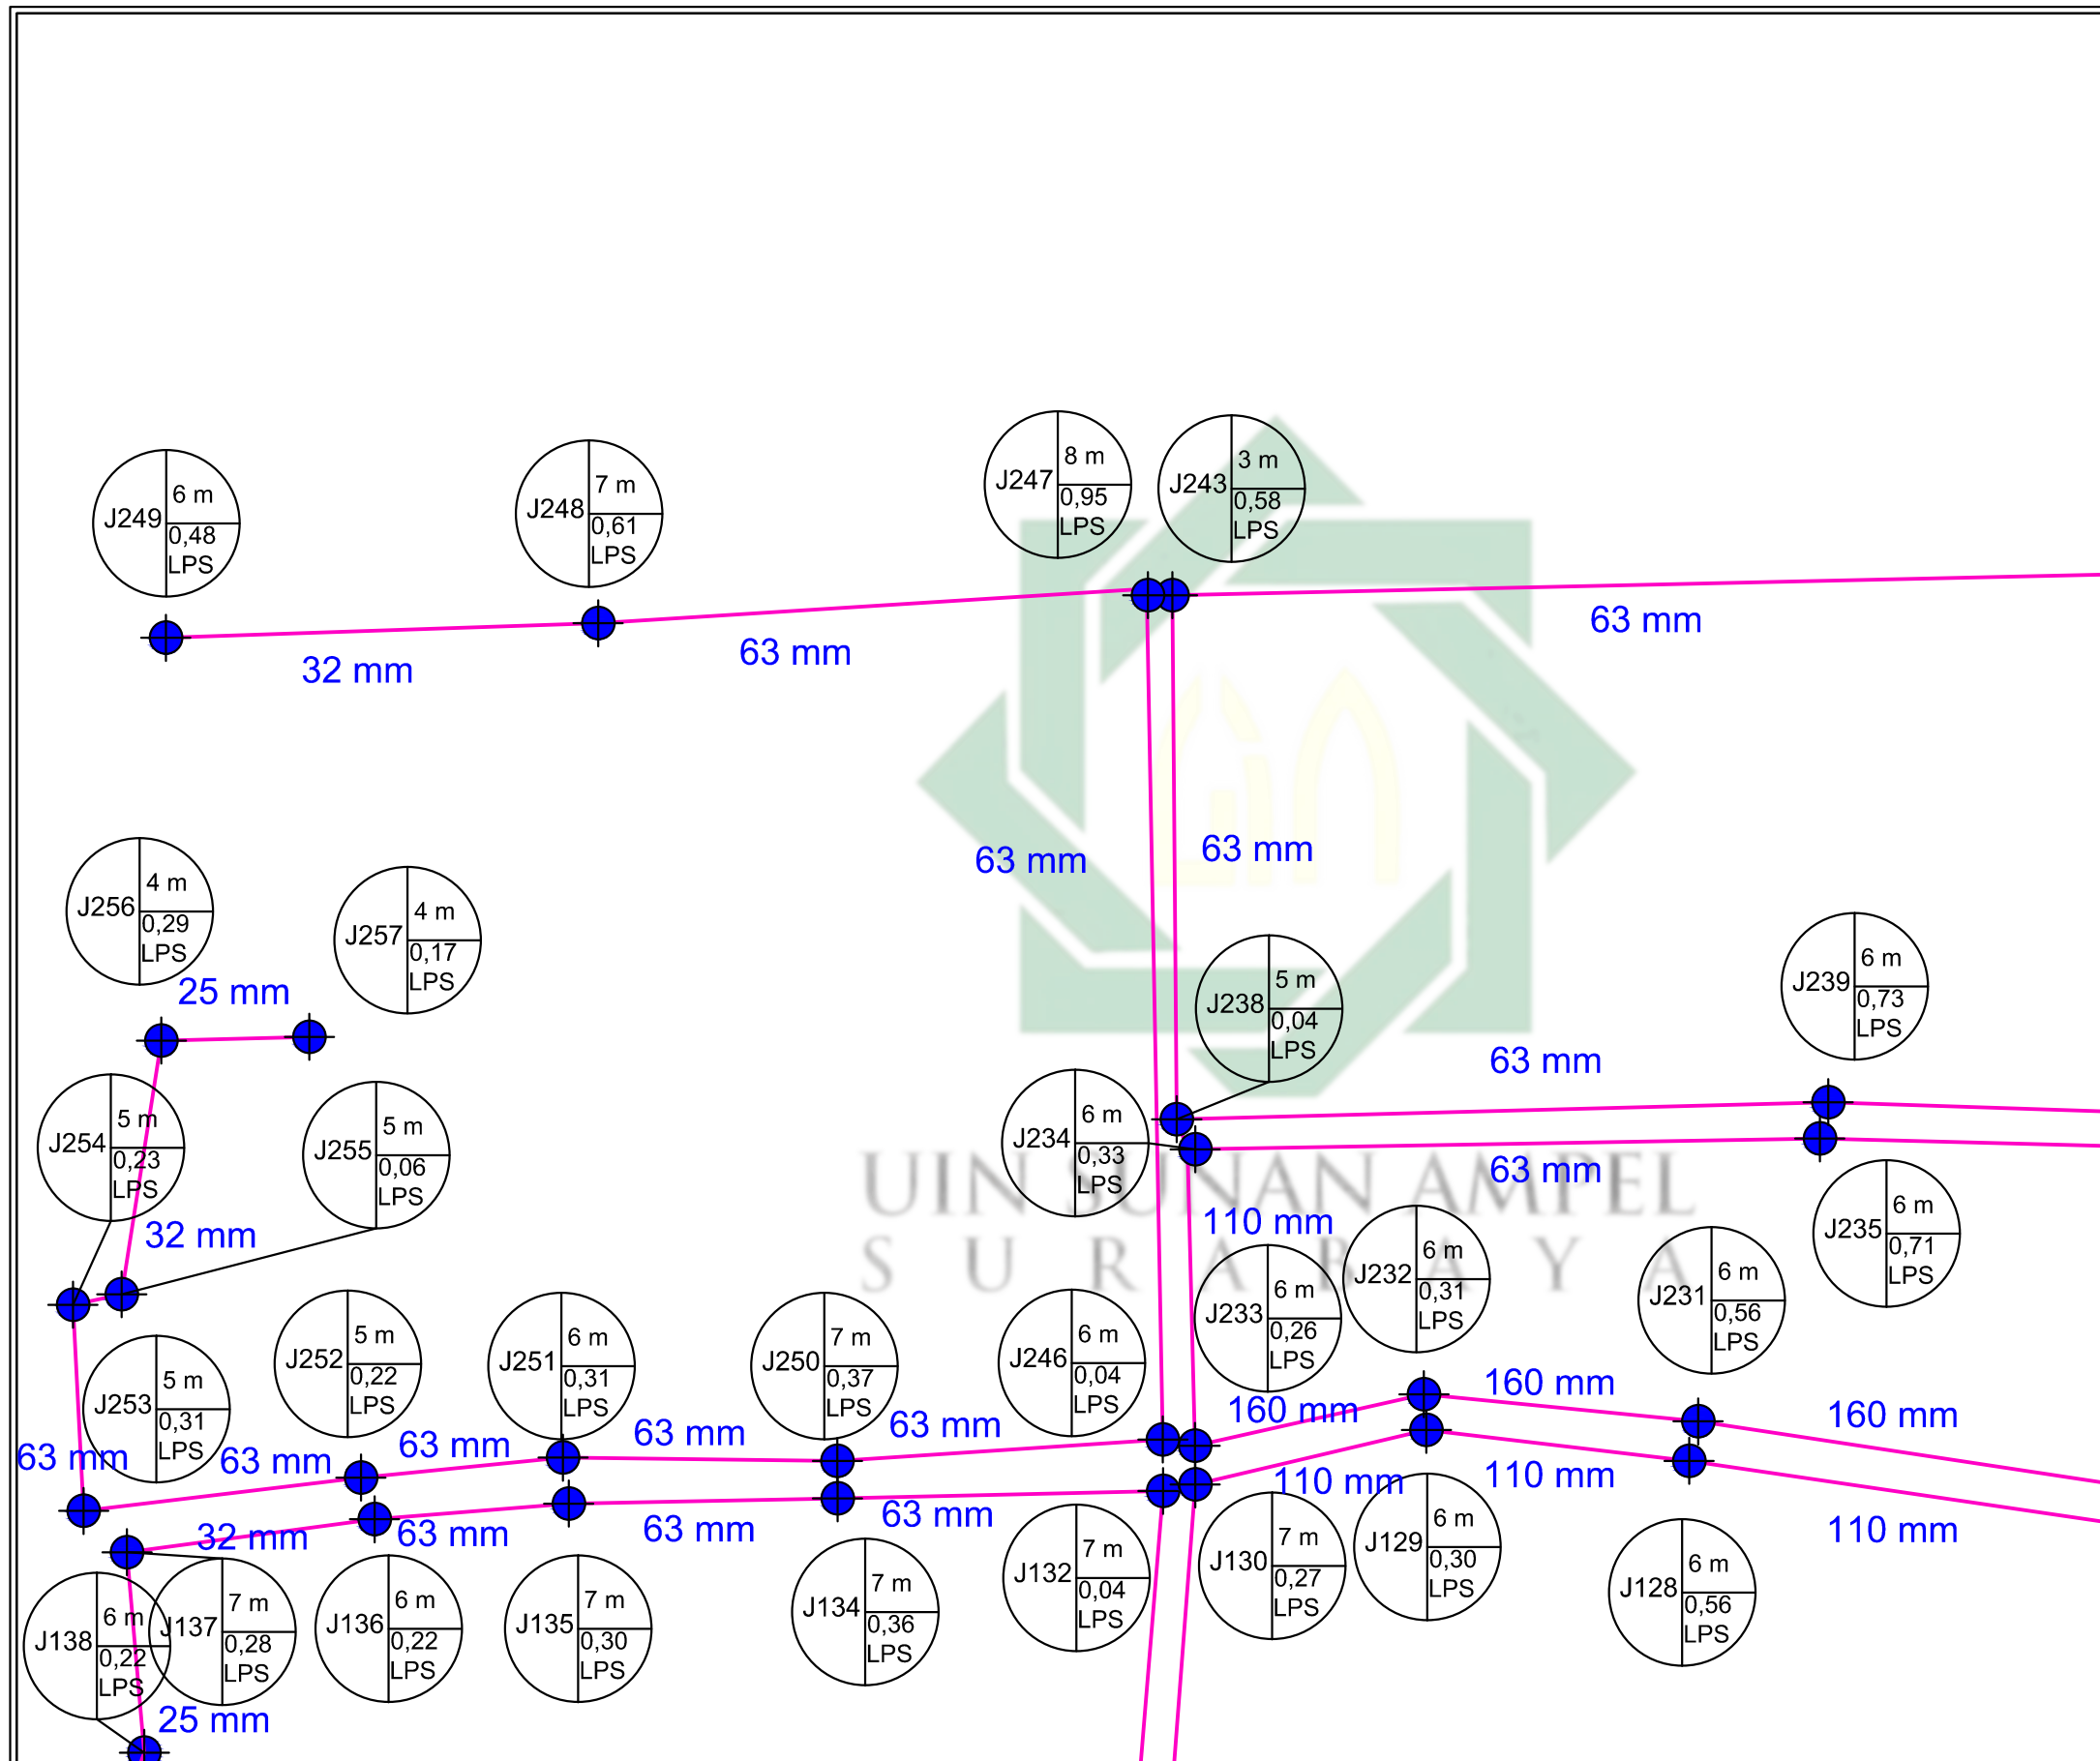 J247
8 m
0,95
LPS
J243
3 m
0,58
LPS
J249
6 m
0,48
LPS
J248
7 m
0,61
LPS
63 mm
63 mm
32 mm
63 mm
63 mm
J256
4 m
0,29
LPS
J257
4 m
0,17
LPS
25 mm
J238
5 m
0,04
LPS
J239
6 m
0,73
LPS
63 mm
J254
5 m
0,23
LPS
J255
5 m
0,06
LPS
J234
6 m
0,33
LPS
63 mm
UIN SUNAN AMPEL
SURABAYA
32 mm
110 mm
J235
6 m
0,71
LPS
J233
6 m
0,26
LPS
J232
6 m
0,31
LPS
J231
6 m
0,56
LPS
J253
5 m
0,31
LPS
J252
5 m
0,22
LPS
J251
6 m
0,31
LPS
J250
7 m
0,37
LPS
J246
6 m
0,04
LPS
160 mm
160 mm
160 mm
63 mm
63 mm
63 mm
63 mm
63 mm
110 mm
110 mm
110 mm
32 mm
63 mm
63 mm
63 mm
J138
6 m
0,22
LPS
J137
7 m
0,28
LPS
J136
6 m
0,22
LPS
J135
7 m
0,30
LPS
J134
7 m
0,36
LPS
J132
7 m
0,04
LPS
J130
7 m
0,27
LPS
J129
6 m
0,30
LPS
J128
6 m
0,56
LPS
25 mm